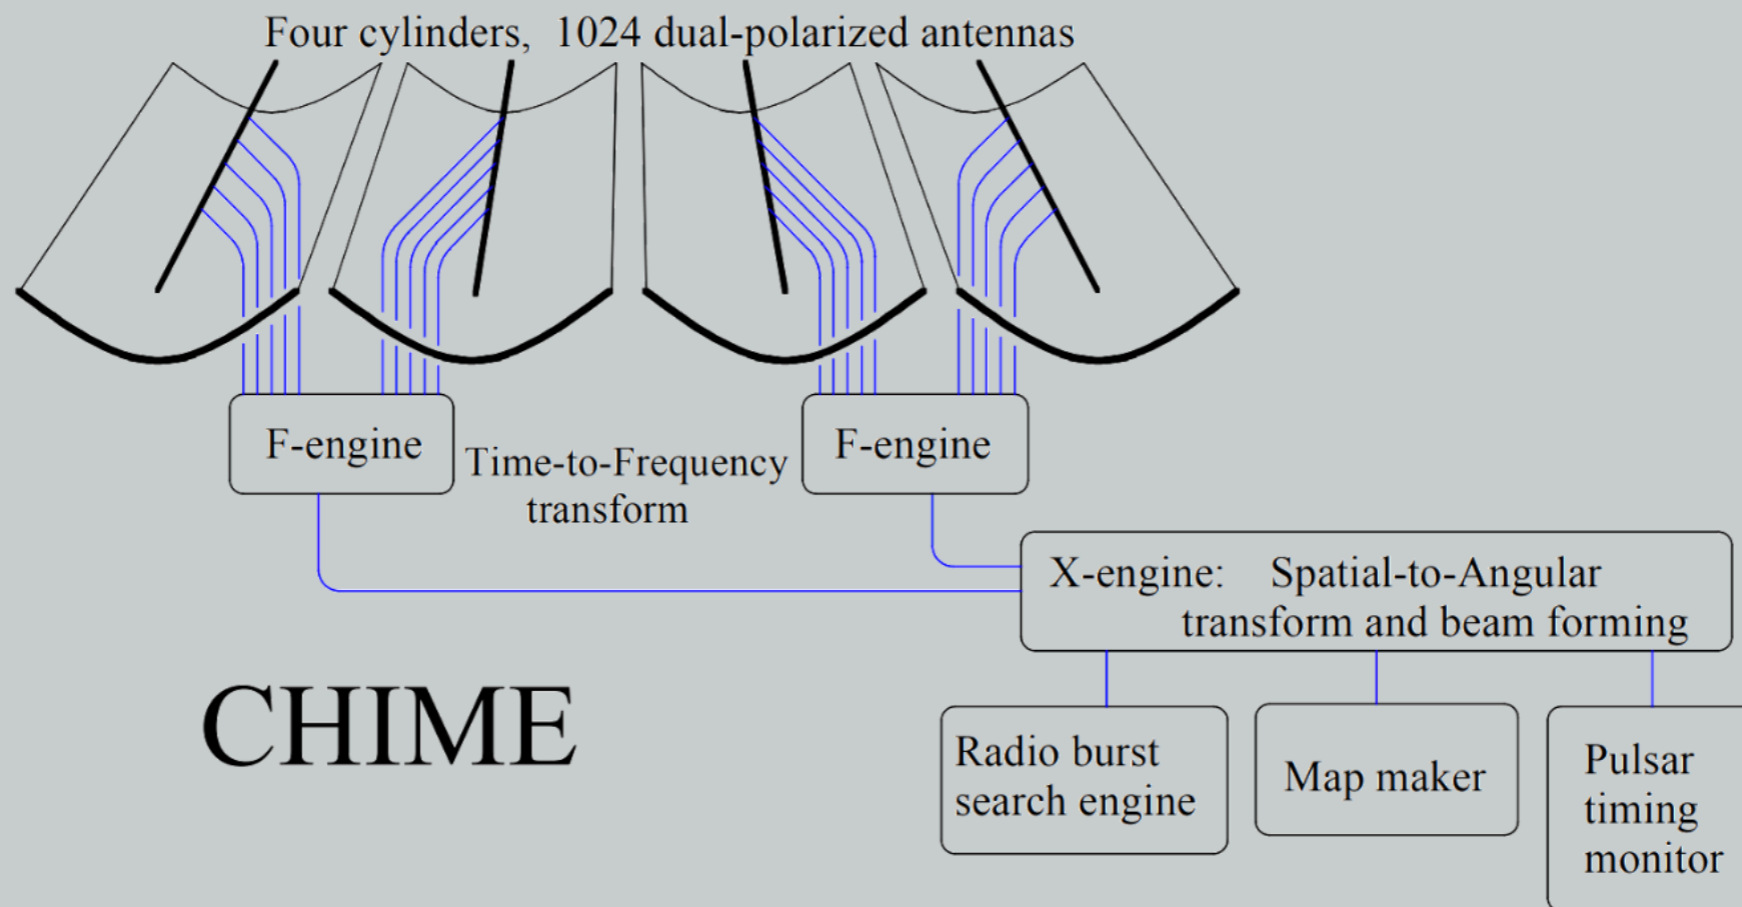 Four cylinders, 1024 dual-polarized antennas
F-engine
Time-to-Frequency
transform
F-engine
X-engine: Spatial-to-Angular
transform and beam forming
CHIME
Radio burst
search engine
Map maker
Pulsar
timing
monitor